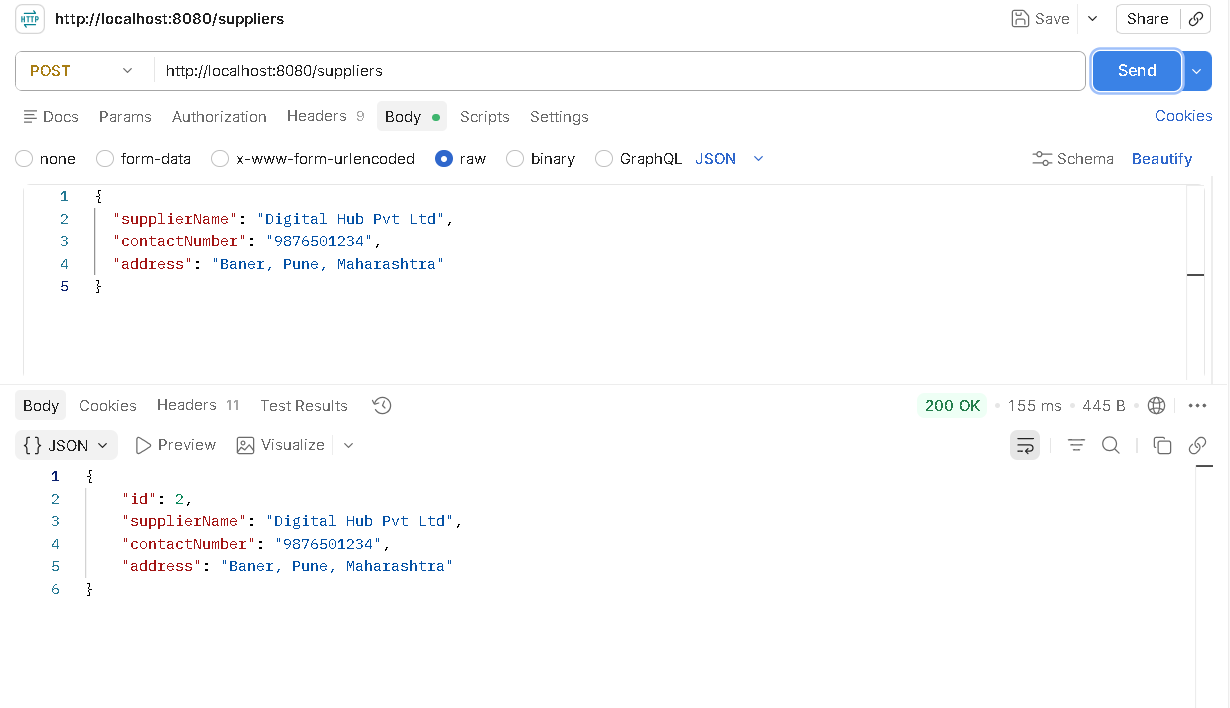 HTTP http://localhost:8080/suppliers Save Share
POST http://localhost:8080/suppliers Send
Docs Params Authorization Headers 9 Body Scripts Settings Cookies
none form-data x-www-form-urlencoded raw binary GraphQL JSON Schema Beautify
1 {
2 "supplierName": "Digital Hub Pvt Ltd",
3 "contactNumber": "9876501234",
4 "address": "Baner, Pune, Maharashtra"
5 }
Body Cookies Headers 11 Test Results 200 OK 155 ms 445 B
{} JSON Preview Visualize
1 {
2 "id": 2,
3 "supplierName": "Digital Hub Pvt Ltd",
4 "contactNumber": "9876501234",
5 "address": "Baner, Pune, Maharashtra"
6 }